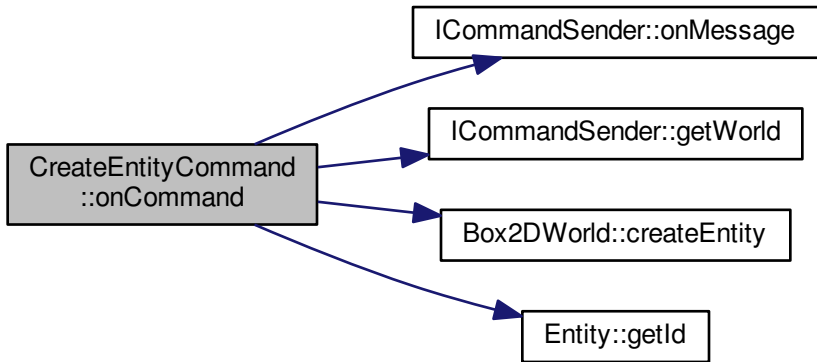 ICommandSender::onMessage
ICommandSender::getWorld
CreateEntityCommand
::onCommand
Box2DWorld::createEntity
Entity::getId